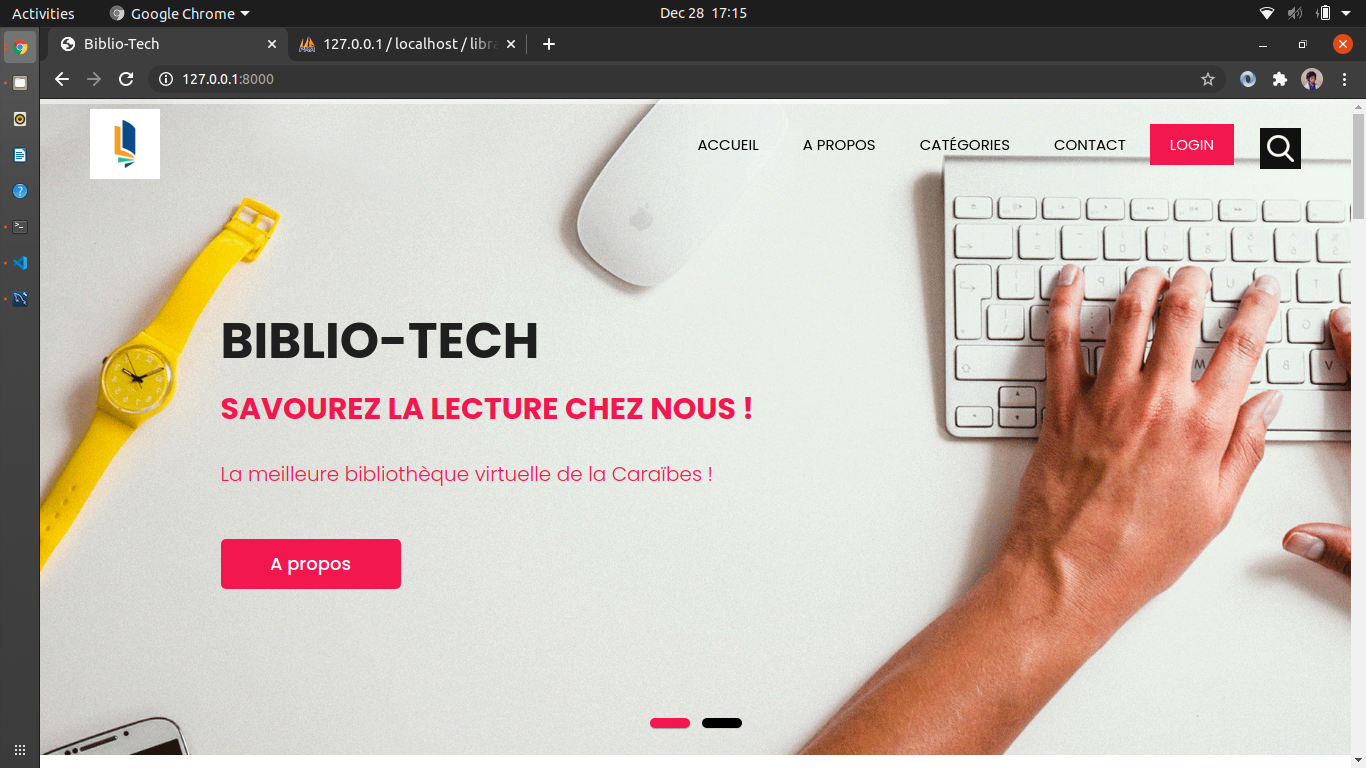 Activities
Google Chrome
Dec 28 17:15
Biblio-Tech
127.0.0.1 / localhost / libra
127.0.0.1:8000
ACCUEIL
A PROPOS
CATÉGORIES
CONTACT
LOGIN
BIBLIO-TECH
SAVOUREZ LA LECTURE CHEZ NOUS !
La meilleure bibliothèque virtuelle de la Caraïbes !
A propos